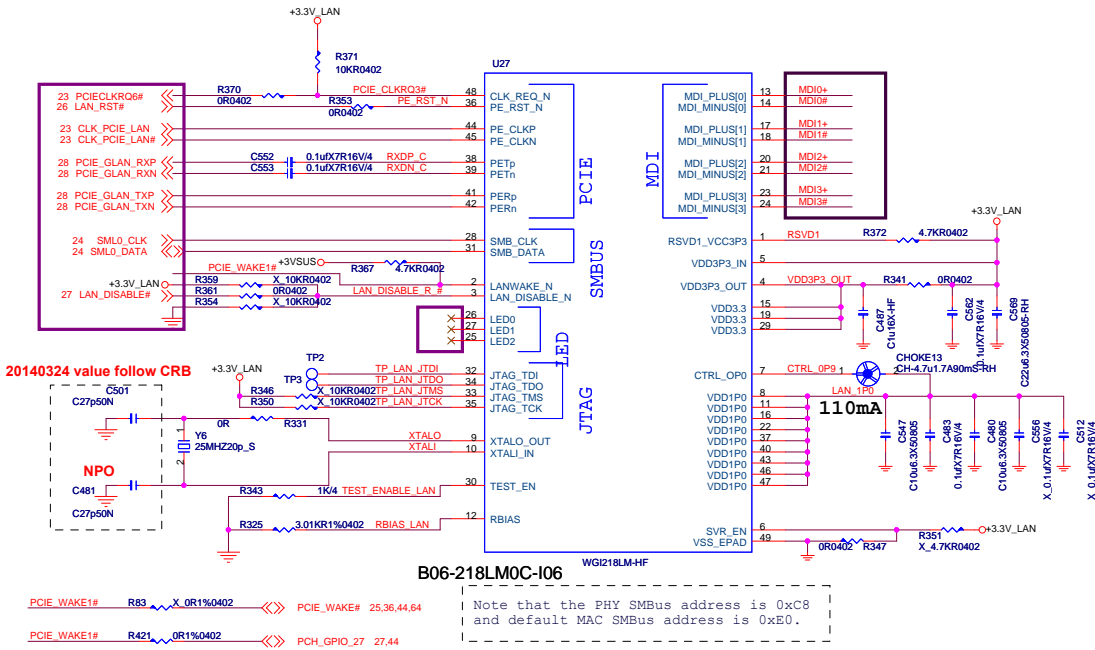 +3.3V_LAN
R371
10KR0402
U27
R370
0R0402
PCIE_CLKRQ3#
R353
0R0402
PE_RST_N
23 PCIECLKRQ6#
26 LAN_RST#
23 CLK_PCIE_LAN
23 CLK_PCIE_LAN#
28 PCIE_GLAN_RXP
28 PCIE_GLAN_RXN
C552 0.1ufX7R16V/4 RXDP_C
C553 0.1ufX7R16V/4 RXDN_C
28 PCIE_GLAN_TXP
28 PCIE_GLAN_TXN
24 SML0_CLK
24 SML0_DATA
+3VSUS
R367 4.7KR0402
PCIE_WAKE1#
+3.3V_LAN
R359 X_10KR0402
27 LAN_DISABLE#
R361 0R0402
LAN_DISABLE_R_#
R354 X_10KR0402
48 CLK_REQ_N
36 PE_RST_N
44 PE_CLKP
45 PE_CLKN
38 PETp
39 PETn
41 PERp
42 PERn
PCIE
28 SMB_CLK
31 SMB_DATA
SMBUS
2 LANWAKE_N
3 LAN_DISABLE_N
26 LED0
27 LED1
25 LED2
LED
32 JTAG_TDI
34 JTAG_TDO
33 JTAG_TMS
35 JTAG_TCK
JTAG
9 XTALO_OUT
10 XTALI_IN
30 TEST_EN
12 RBIAS
MDI
MDI_PLUS[0] 13 MDI0+
MDI_MINUS[0] 14 MDI0#
MDI_PLUS[1] 17 MDI1+
MDI_MINUS[1] 18 MDI1#
MDI_PLUS[2] 20 MDI2+
MDI_MINUS[2] 21 MDI2#
MDI_PLUS[3] 23 MDI3+
MDI_MINUS[3] 24 MDI3#
+3.3V_LAN
RSVD1_VCC3P3 1 RSVD1 R372 4.7KR0402
VDD3P3_IN 5
VDD3P3_OUT 4 VDD3P3_OUT R341 0R0402
VDD3.3 15
VDD3.3 19
VDD3.3 29
C487
C1u16X-HF
C562
0.1ufX7R16V/4
C569
C22u6.3X50805-RH
CTRL_OP0 7 CTRL_0P9 1 2
CHOKE13
CH-4.7u1.7A90mS-RH
LAN_1P0
110mA
VDD1P0 8
VDD1P0 11
VDD1P0 16
VDD1P0 22
VDD1P0 37
VDD1P0 40
VDD1P0 43
VDD1P0 46
VDD1P0 47
C547
C10u6.3X50805
C483
0.1ufX7R16V/4
C480
C10u6.3X50805
C556
X_0.1ufX7R16V/4
C512
X_0.1ufX7R16V/4
SVR_EN 6
VSS_EPAD 49
0R0402 R347
R351
X_4.7KR0402
+3.3V_LAN
WGI218LM-HF
20140324 value follow CRB
C501
C27p50N
NPO
C481
C27p50N
+3.3V_LAN
TP2
TP3
TP_LAN_JTDI
TP_LAN_JTDO
R346 X_10KR0402 TP_LAN_JTMS
R350 X_10KR0402 TP_LAN_JTCK
0R R331
1
Y6
25MHZ20p_S
2
XTALO
XTALI
R343 1K/4 TEST_ENABLE_LAN
R325 3.01KR1%0402 RBIAS_LAN
B06-218LM0C-I06
Note that the PHY SMBus address is 0xC8
and default MAC SMBus address is 0xE0.
PCIE_WAKE1# R83 X_0R1%0402 PCIE_WAKE# 25,36,44,64
PCIE_WAKE1# R421 0R1%0402 PCH_GPIO_27 27,44